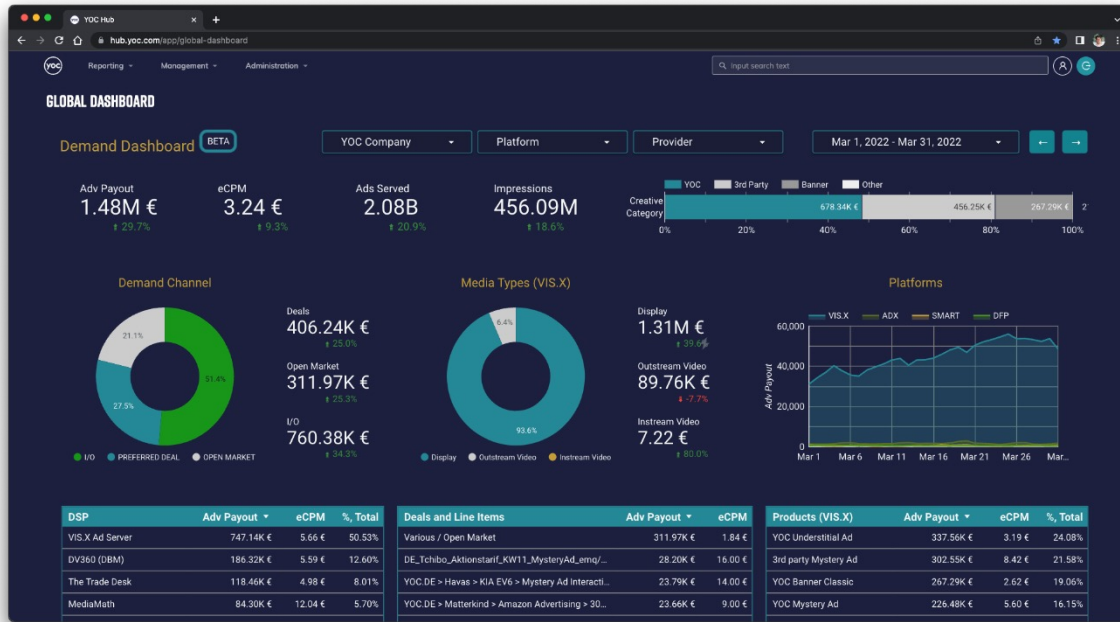 YOC Hub
hub.yoc.com/app/global-dashboard
YOC Reporting Management Administration Input search text
GLOBAL DASHBOARD
Demand Dashboard BETA YOC Company Platform Provider Mar 1, 2022 - Mar 31, 2022 ← →
Adv Payout eCPM Ads Served Impressions
1.48M € 3.24 € 2.08B 456.09M
29.7% 9.3% 20.9% 18.6%
YOC 3rd Party Banner Other
Creative Category 678.34K € 456.25K € 267.29K €
0% 20% 40% 60% 80% 100%
Demand Channel
21.1%
51.4%
27.5%
I/O PREFERRED DEAL OPEN MARKET
Deals
406.24K €
25.0%
Open Market
311.97K €
25.3%
I/O
760.38K €
34.3%
Media Types (VIS.X)
6.4%
93.6%
Display Outstream Video Instream Video
Display
1.31M €
Outstream Video
89.76K €
-7.7%
Instream Video
7.22 €
80.0%
Platforms
VIS.X ADX SMART DFP
60,000
40,000
20,000
0
Adv Payout
Mar 1 Mar 6 Mar 11 Mar 16 Mar 21 Mar 26 Mar...
DSP Adv Payout eCPM %, Total
VIS.X Ad Server 747.14K € 5.66 € 50.53%
DV360 (DBM) 186.32K € 5.59 € 12.60%
The Trade Desk 118.46K € 4.98 € 8.01%
MediaMath 84.30K € 12.04 € 5.70%
Deals and Line Items Adv Payout eCPM
Various / Open Market 311.97K € 1.84 €
DE_Tchibo_Aktionstarif_KW11_MysteryAd_emq/... 28.20K € 16.00 €
YOC.DE > Havas > KIA EV6 > Mystery Ad Interacti... 23.79K € 14.00 €
YOC.DE > Matterkind > Amazon Advertising > 30... 23.66K € 9.00 €
Products (VIS.X) Adv Payout eCPM %, Total
YOC Understitial Ad 337.56K € 3.19 € 24.08%
3rd party Mystery Ad 302.55K € 8.42 € 21.58%
YOC Banner Classic 267.29K € 2.62 € 19.06%
YOC Mystery Ad 226.48K € 5.60 € 16.15%